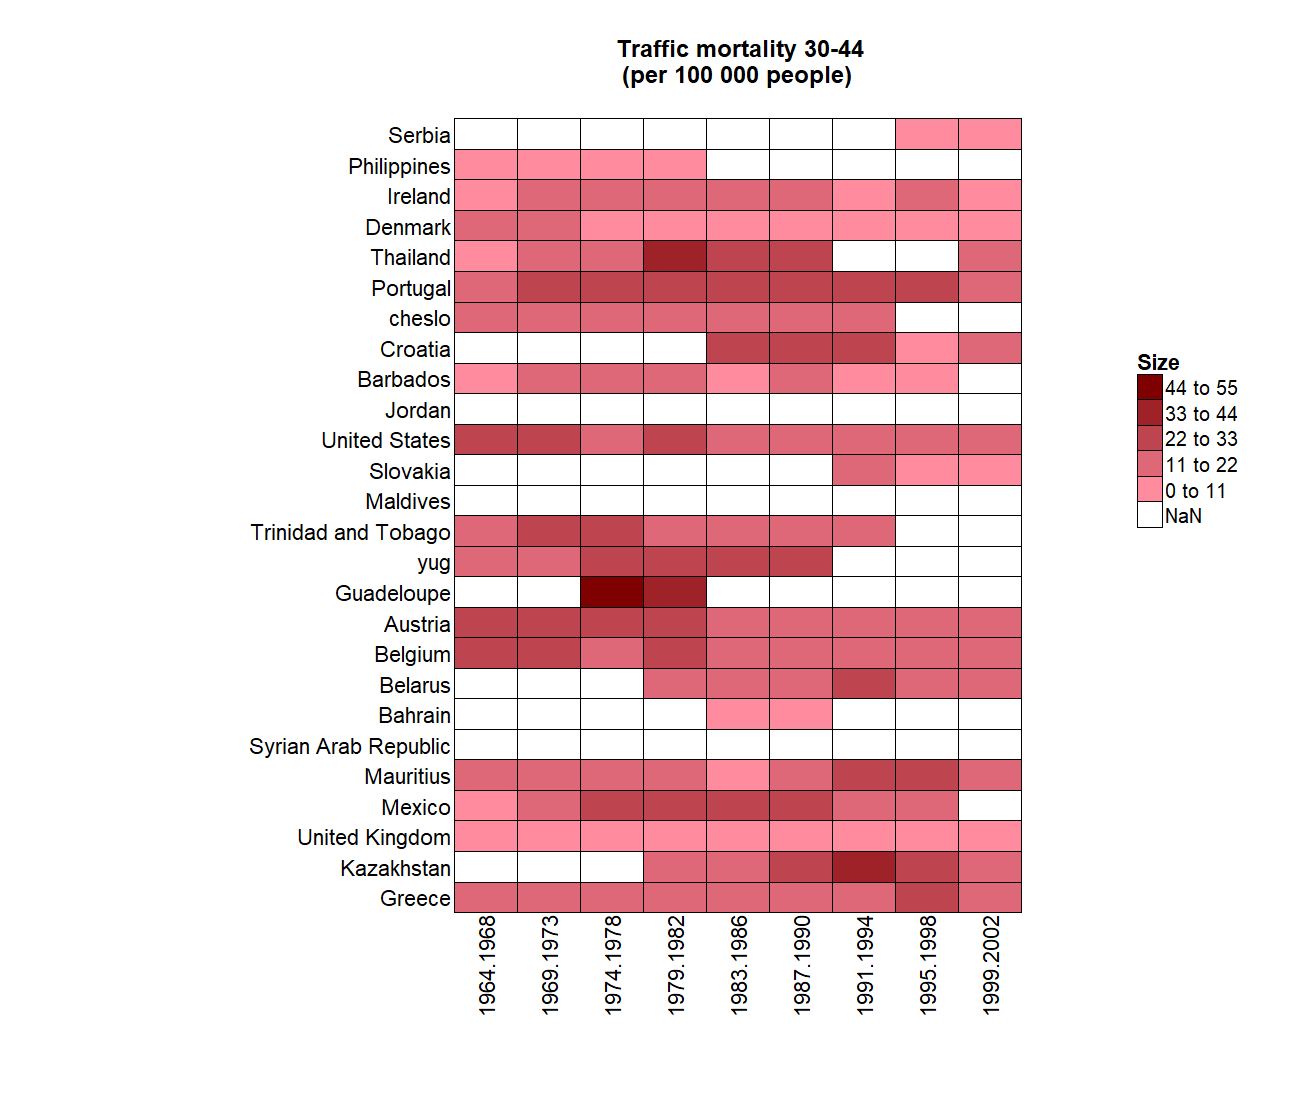 Traffic mortality 30-44
(per 100 000 people)
Serbia
Philippines
Ireland
Denmark
Thailand
Portugal
cheslo
Croatia
Barbados
Jordan
United States
Slovakia
Maldives
Trinidad and Tobago
yug
Guadeloupe
Austria
Belgium
Belarus
Bahrain
Syrian Arab Republic
Mauritius
Mexico
United Kingdom
Kazakhstan
Greece
1964.1968
1969.1973
1974.1978
1979.1982
1983.1986
1987.1990
1991.1994
1995.1998
1999.2002
Size
44 to 55
33 to 44
22 to 33
11 to 22
0 to 11
NaN